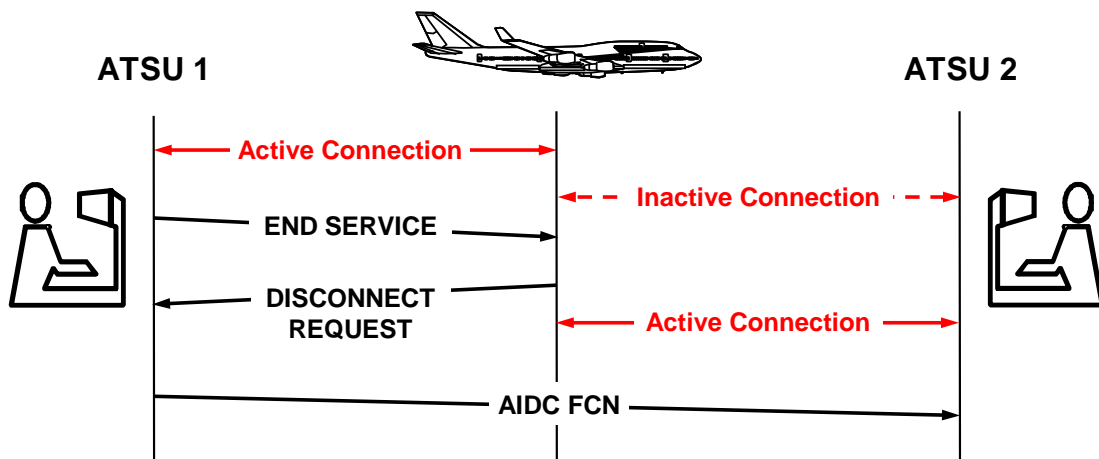 ATSU 1
ATSU 2
Active Connection
Inactive Connection
END SERVICE
DISCONNECT
REQUEST
Active Connection
AIDC FCN